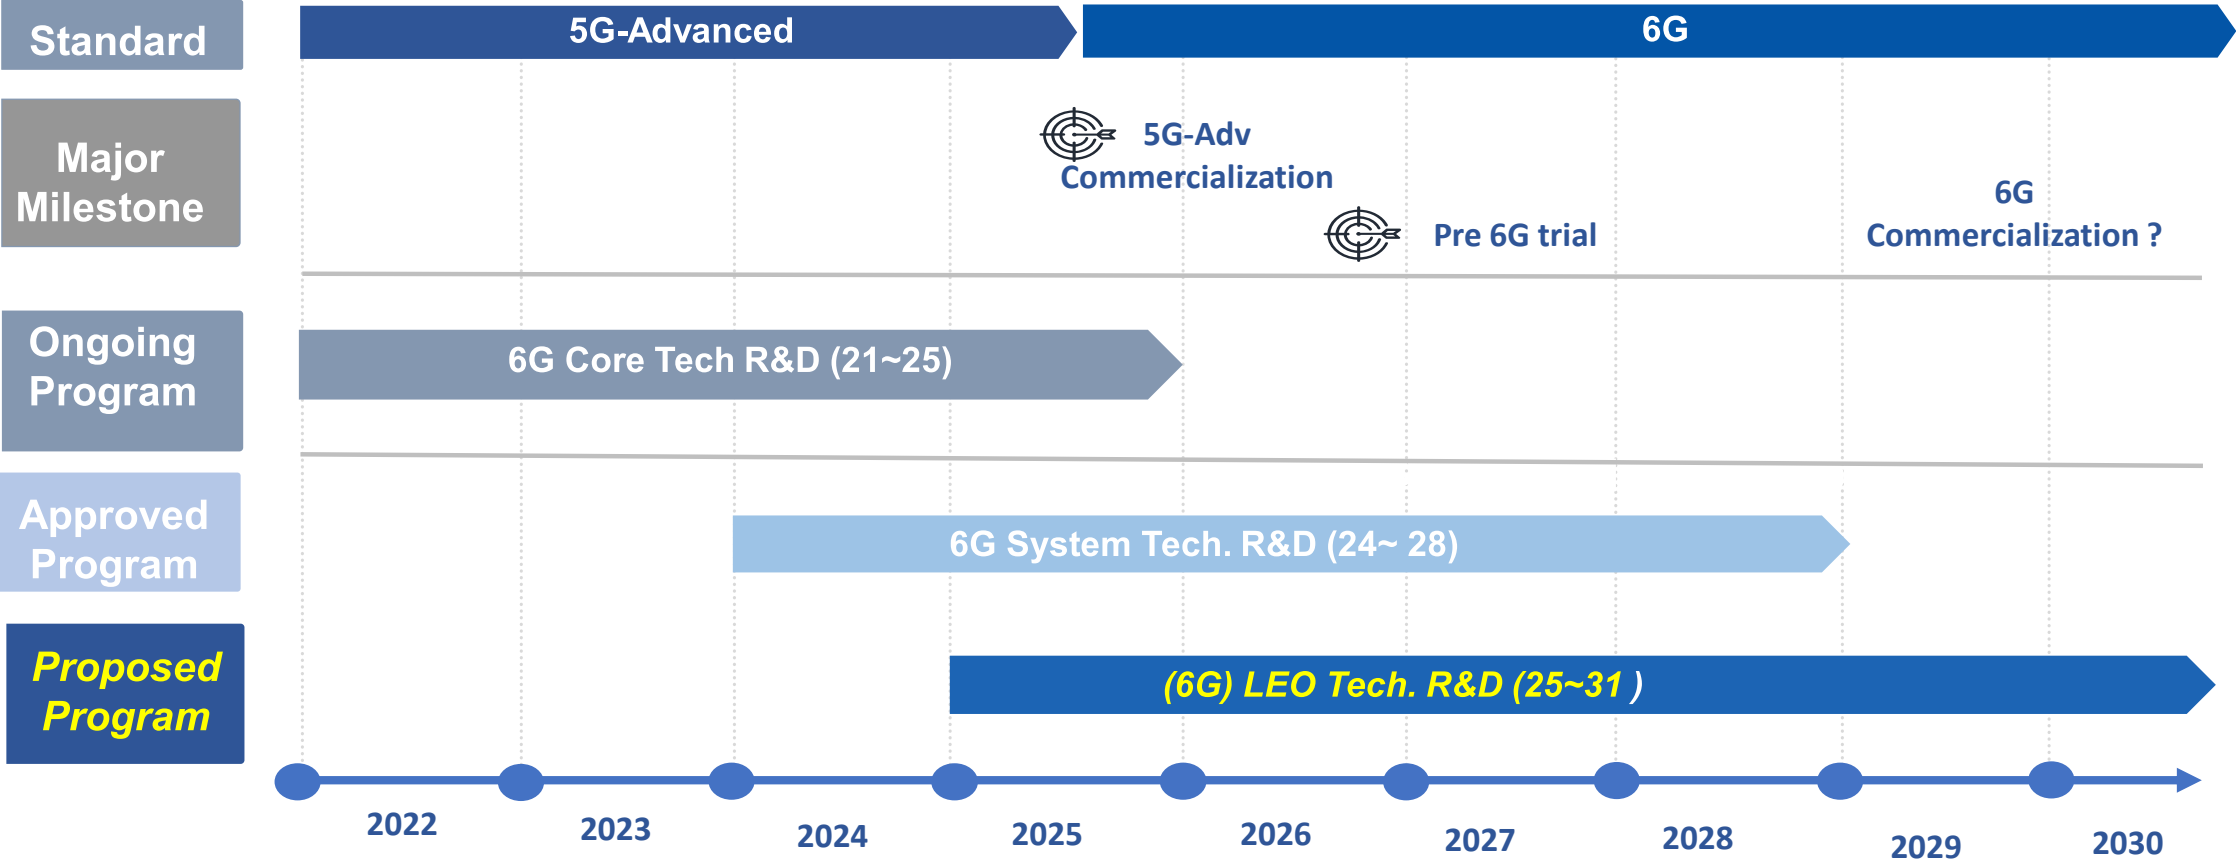 Standard
5G-Advanced
6G
Major
Milestone
5G-Adv
Commercialization
Pre 6G trial
6G
Commercialization ?
Ongoing
Program
6G Core Tech R&D (21~25)
Approved
Program
6G System Tech. R&D (24~ 28)
Proposed
Program
(6G) LEO Tech. R&D (25~31 )
2022
2023
2024
2025
2026
2027
2028
2029
2030